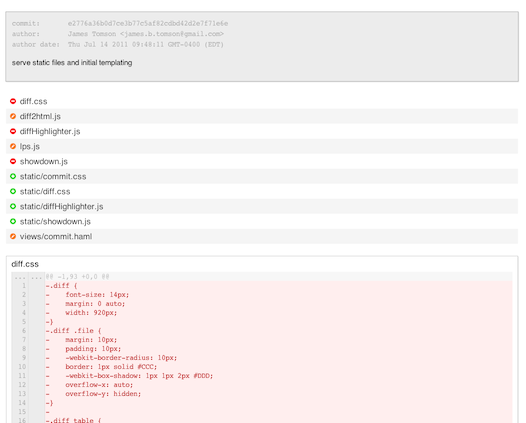 commit: e2776a36b0d7ce3b77c5af82cdbd42d2e7f71e6e
author: James Tomson <james.b.tomson@gmail.com>
author date: Thu Jul 14 2011 09:48:11 GMT-0400 (EDT)
serve static files and initial templating
diff.css
diff2html.js
diffHighlighter.js
lps.js
showdown.js
static/commit.css
static/diff.css
static/diffHighlighter.js
static/showdown.js
views/commit.haml
diff.css
... ... @@ -1,93 +0,0 @@
1 -.diff {
2 -    font-size: 14px;
3 -    margin: 0 auto;
4 -    width: 920px;
5 -}
6 -.diff .file {
7 -    margin: 10px;
8 -    padding: 10px;
9 -    -webkit-border-radius: 10px;
10 -    border: 1px solid #CCC;
11 -    -webkit-box-shadow: 1px 1px 2px #DDD;
12 -    overflow-x: auto;
13 -    overflow-y: hidden;
14 -}
15 -
16 -.diff table {